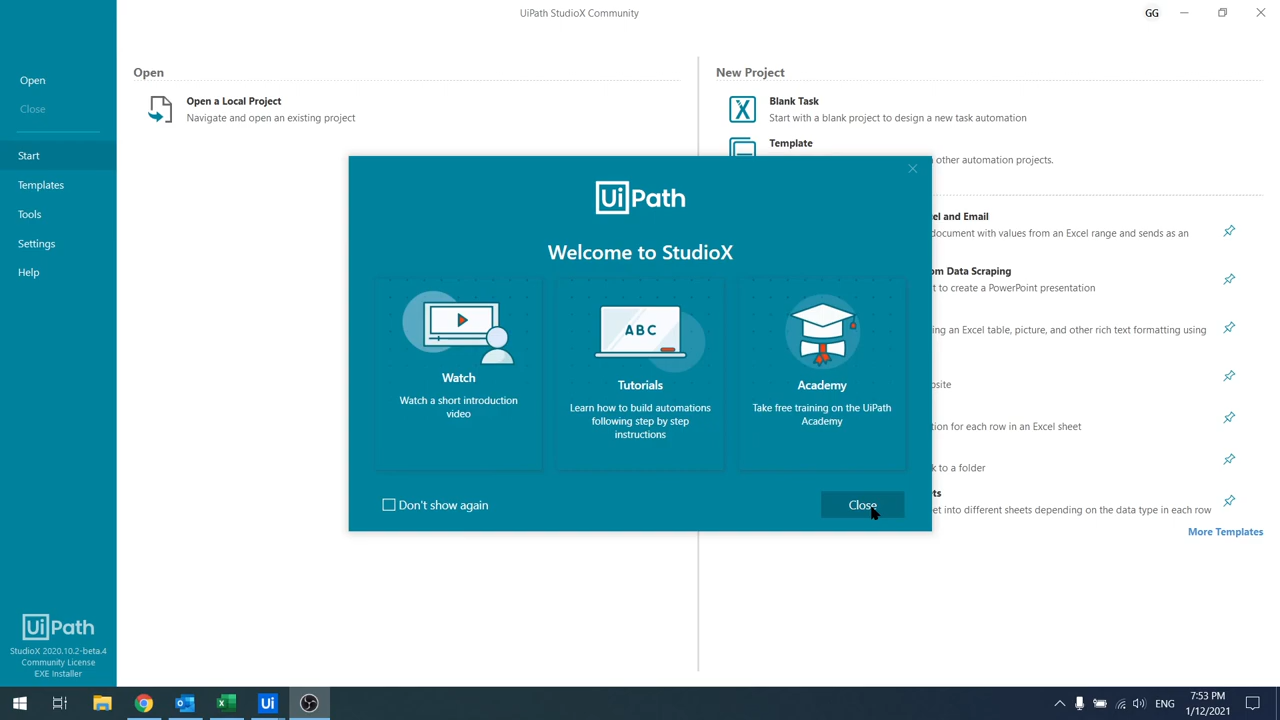 UiPath StudioX Community
GG
Open
Close
Start
Templates
Tools
Settings
Help
UiPath
StudioX 2020.10.2-beta.4
Community License
EXE Installer
Open
Open a Local Project
Navigate and open an existing project
New Project
Blank Task
Start with a blank project to design a new task automation
Template
other automation projects.
and Email
document with values from an Excel range and sends as an
Data Scraping
to create a PowerPoint presentation
an Excel table, picture, and other rich text formatting using
for each row in an Excel sheet
to a folder
into different sheets depending on the data type in each row
More Templates
UiPath
Welcome to StudioX
Watch
Watch a short introduction
video
ABC
Tutorials
Learn how to build automations
following step by step
instructions
Academy
Take free training on the UiPath
Academy
Don't show again
Close
Ui
ENG
7:53 PM
1/12/2021